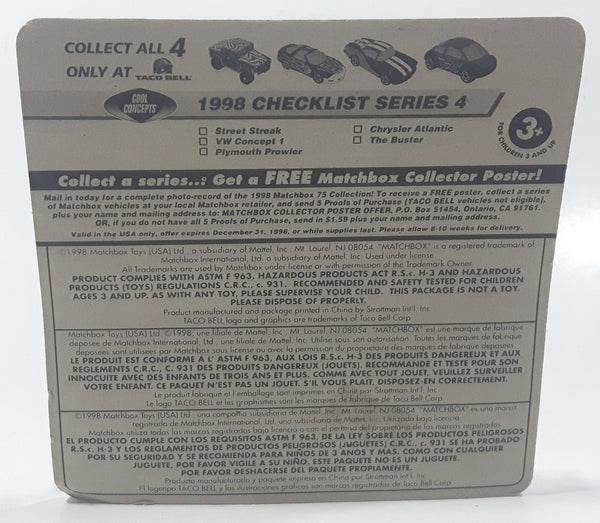 COLLECT ALL 4
ONLY AT TACO BELL
COOL CONCEPTS
1998 CHECKLIST SERIES 4
Street Streak
VW Concept 1
Plymouth Prowler
Chrysler Atlantic
The Buster
3+
FOR CHILDREN 3 AND UP
Collect a series..: Get a FREE Matchbox Collector Poster!
Mail in today for a complete photo-record of the 1998 Matchbox 75 Collection! To receive a FREE poster, collect a series
of Matchbox vehicles at your local Matchbox retailer, and send 5 Proofs of Purchase (TACO BELL vehicles not eligible),
plus your name and mailing address to: MATCHBOX COLLECTOR POSTER OFFER, P.O. Box 51454, Ontario, CA 91761.
OR, if you do not have all 5 Proofs of Purchase, send in $1.59 plus your name and mailing address.
Valid in the USA only, offer expires December 31, 1998, or while supplies last. Please allow 8-10 weeks for delivery.
©1998 Matchbox Toys (USA) Ltd., a subsidiary of Mattel, Inc., Mt. Laurel, NJ 08054 "MATCHBOX" is a registered trademark of
Matchbox International, Ltd. a subsidiary of Mattel, Inc. Used under license.
All Trademarks are used by Matchbox under license or with permission of the Trademark Owner.
PRODUCT COMPLIES WITH ASTM F 963, HAZARDOUS PRODUCTS ACT R.S.c. H-3 AND HAZARDOUS
PRODUCTS (TOYS) REGULATIONS C.R.C., c. 931. RECOMMENDED AND SAFETY TESTED FOR CHILDREN
AGES 3 AND UP. AS WITH ANY TOY, PLEASE SUPERVISE YOUR CHILD. THIS PACKAGE IS NOT A TOY.
PLEASE DISPOSE OF PROPERLY.
Product manufactured and package printed in China by Strottman Int'l. Inc.
TACO BELL logo and graphics are trademarks of Taco Bell Corp.
Matchbox Toys (USA) Ltd. ©1998, une filiale de Mattel, Inc., Mt. Laurel, NJ 08054 "MATCHBOX" est une marque de fabrique
deposee de Matchbox International, Ltd., une filiale de Mattel, Inc. Utilise sous son autorisation. Toutes les marques de fabriques
deposees sont utilisees par Matchbox sous license ou avec la permission du proprietaire des marques de fabrique deposees.
LE PRODUIT EST CONFORME A L' ASTM F 963, AUX LOIS R.S.c. H-3 DES PRODUITS DANGEREUX ET AUX
REGLEMENTS C.R.C., c. 931 DES PRODUITS DANGEREUX (JOUETS). RECOMMANDE ET TESTE POUR SON
INNOCUITE AVEC DES ENFANTS DE TROIS ANS ET PLUS. COMME AVEC TOUT JOUET, VEUILLEZ SURVEILLER
VOTRE ENFANT. CE PAQUET N'EST PAS UN JOUET. S'IL VOUS PLAIT, DISPOSEZ-EN CORRECTEMENT.
Le produit fabrique et l'emballage sont imprimes en Chine par Strottman Int'l. Inc.
Le logo TACO BELL et les graphismes sont les marques de fabrique de Taco Bell Corp.
©1998 Matchbox Toys (USA) Ltd., una compañia subsidiaria de Mattel, Inc., Mt. Laurel, NJ 08054 "MATCHBOX" es una marca
registrada de Matchbox International, Ltd. una subsidiaria de Mattel, Inc. Utilizada bajo licencia.
Matchbox utiliza todas las marcas registradas bajo licencia o con el permiso del propietario de las marcas registradas.
EL PRODUCTO CUMPLE CON LOS REQUISITOS ASTM F 963, DE LA LEY SOBRE LOS PRODUCTOS PELIGROSOS
R.S.c. H-3 Y LOS REGLAMENTOS DE PRODUCTOS PELIGROSOS (JUGUETES) C.R.C., c. 931 SE HA PROBADO
POR SU SEGURIDAD Y SE RECOMIENDA PARA NIÑOS DE 3 ANOS Y MAS. COMO CON CUALQUIER
JUGUETE, POR FAVOR VIGILE A SU NIÑO. ESTE PAQUETE NO ES UN JUGUETE.
POR FAVOR DESHACERSE DEL PAQUETE PROPIAMENTE.
Producto manufacturado y paquete impreso en China por Strottman Int'l. Inc.
El logotipo TACO BELL y las ilustraciones graficas son marcas registradas de Taco Bell Corp.